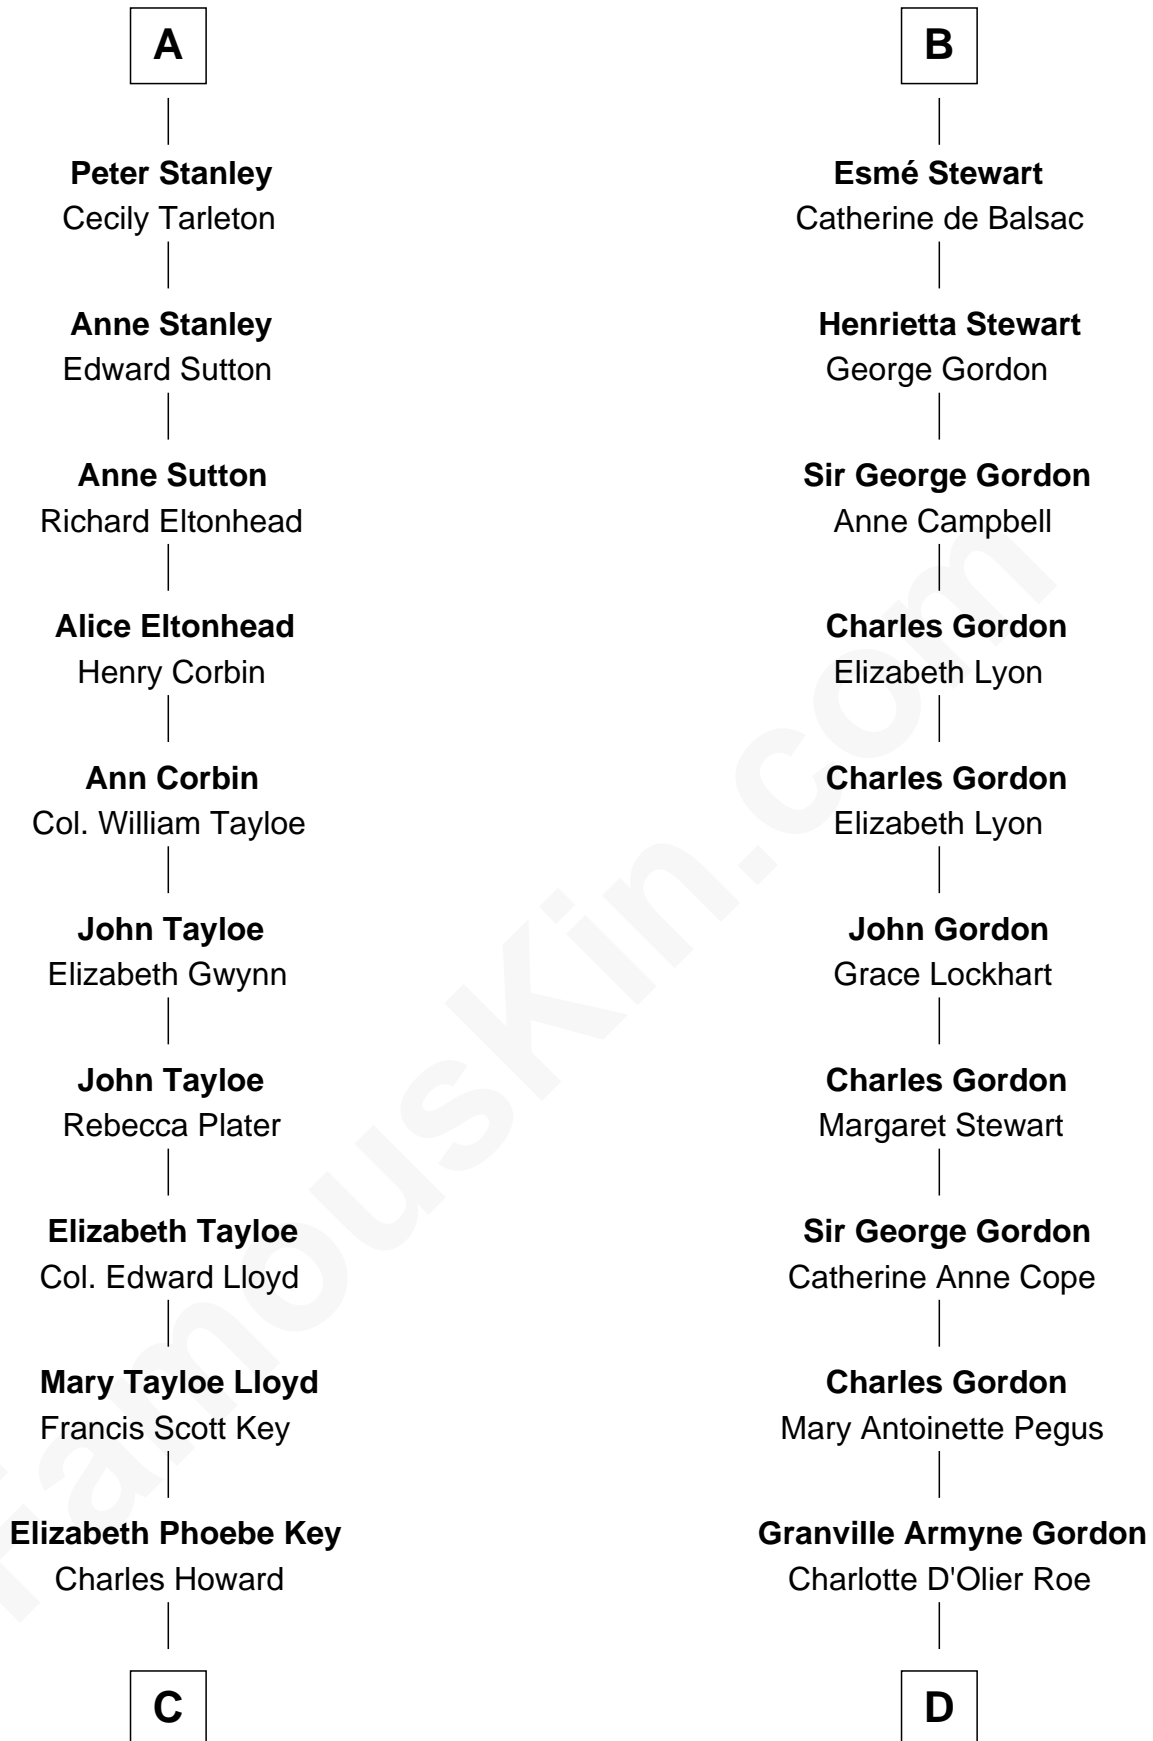 A
Peter Stanley
Cecily Tarleton
Anne Stanley
Edward Sutton
Anne Sutton
Richard Eltonhead
Alice Eltonhead
Henry Corbin
Ann Corbin
Col. William Tayloe
John Tayloe
Elizabeth Gwynn
John Tayloe
Rebecca Plater
Elizabeth Tayloe
Col. Edward Lloyd
Mary Tayloe Lloyd
Francis Scott Key
Elizabeth Phoebe Key
Charles Howard
C
B
Esmé Stewart
Catherine de Balsac
Henrietta Stewart
George Gordon
Sir George Gordon
Anne Campbell
Charles Gordon
Elizabeth Lyon
Charles Gordon
Elizabeth Lyon
John Gordon
Grace Lockhart
Charles Gordon
Margaret Stewart
Sir George Gordon
Catherine Anne Cope
Charles Gordon
Mary Antoinette Pegus
Granville Armyne Gordon
Charlotte D'Olier Roe
D
FamousKin.com